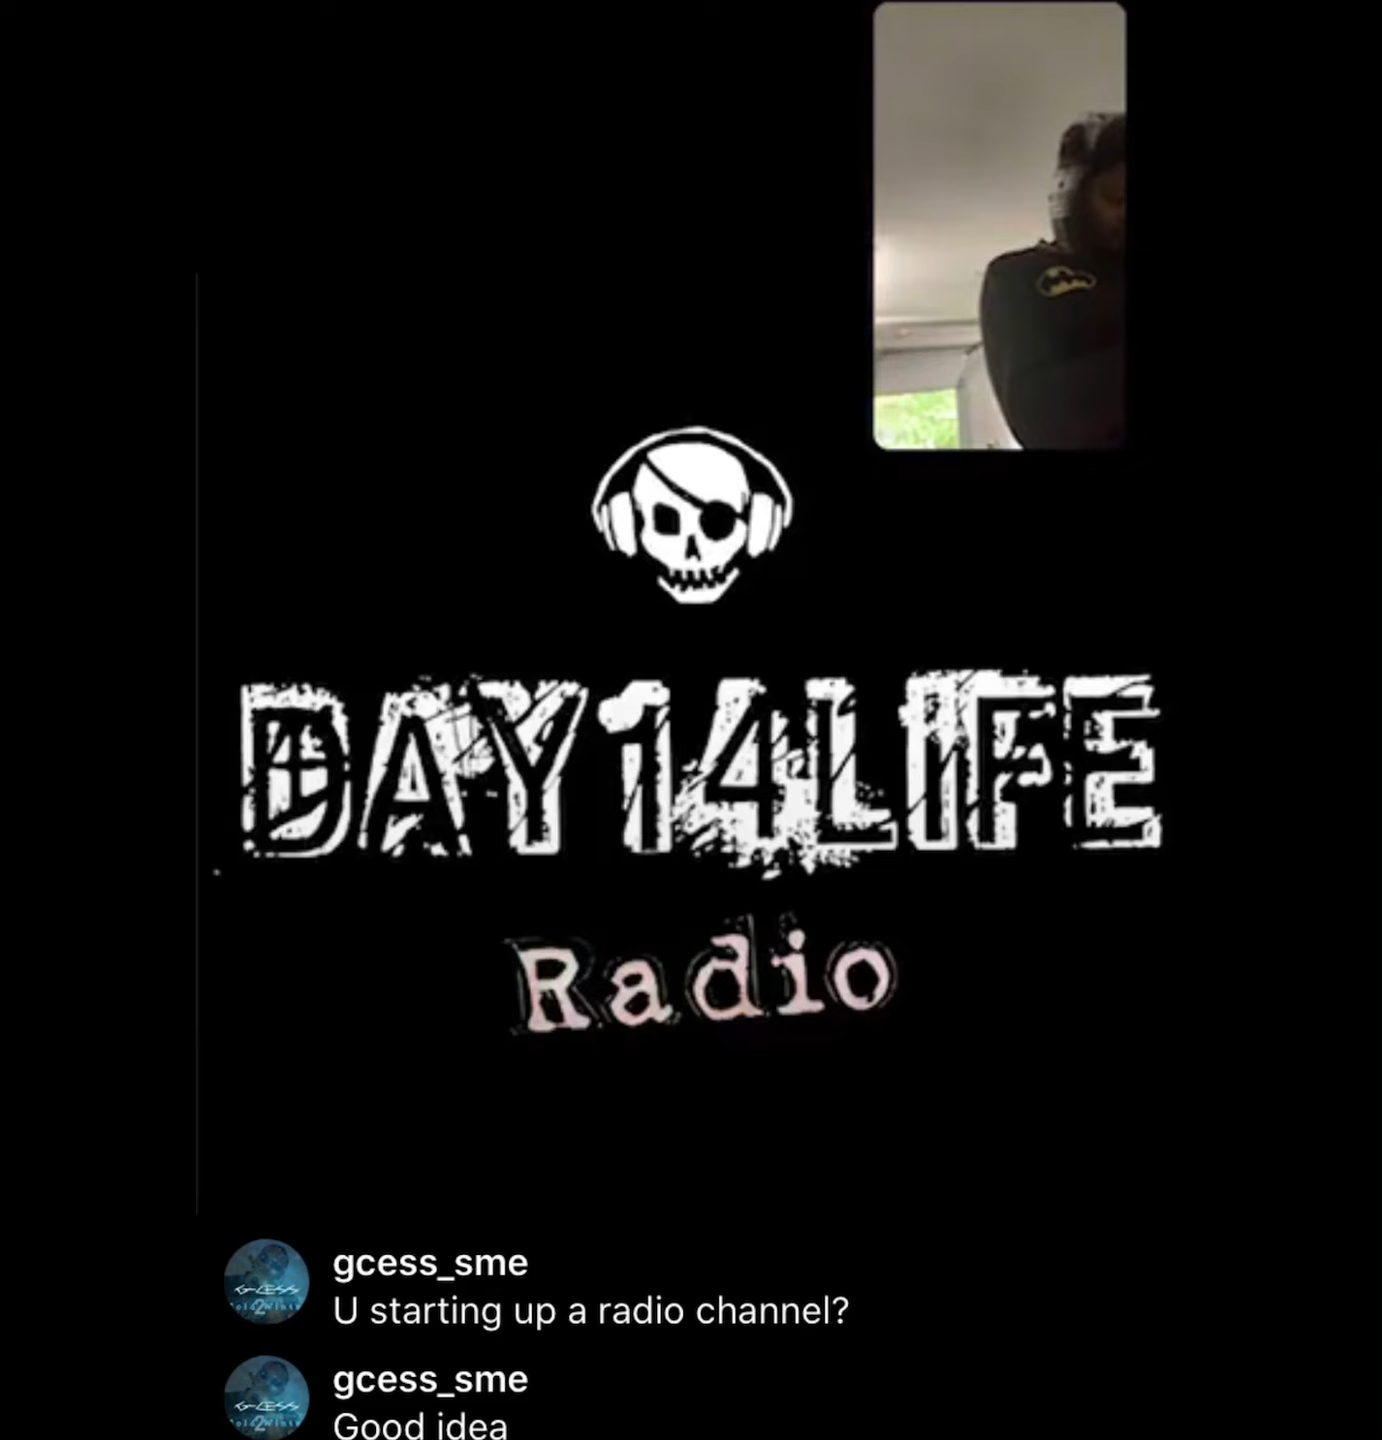 DAY14LIFE
Radio
gcess_sme
U starting up a radio channel?
gcess_sme
Good idea